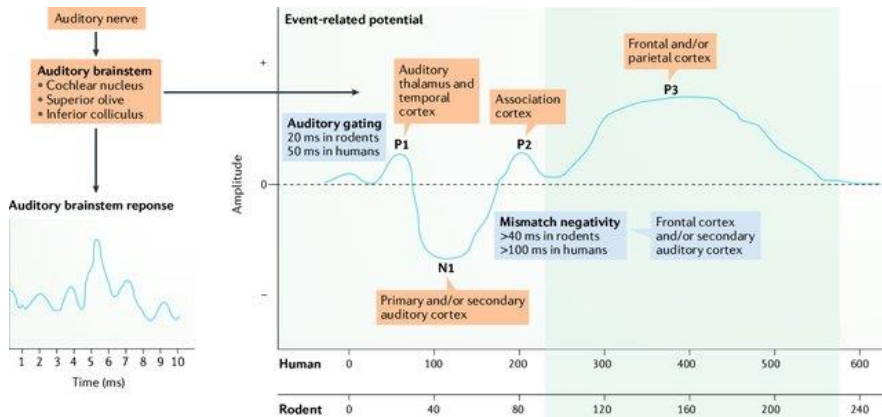 Auditory nerve
Auditory brainstem
• Cochlear nucleus
• Superior olive
• Inferior colliculus
Auditory brainstem reponse
1 2 3 4 5 6 7 8 9 10
Time (ms)
Event-related potential
Amplitude
+
0
–
Auditory gating
20 ms in rodents
50 ms in humans
Auditory
thalamus and
temporal
cortex
P1
Association
cortex
P2
Frontal and/or
parietal cortex
P3
N1
Primary and/or secondary
auditory cortex
Mismatch negativity
>40 ms in rodents
>100 ms in humans
Frontal cortex
and/or secondary
auditory cortex
Human 0 100 200 300 400 500 600
Rodent 0 40 80 120 160 200 240